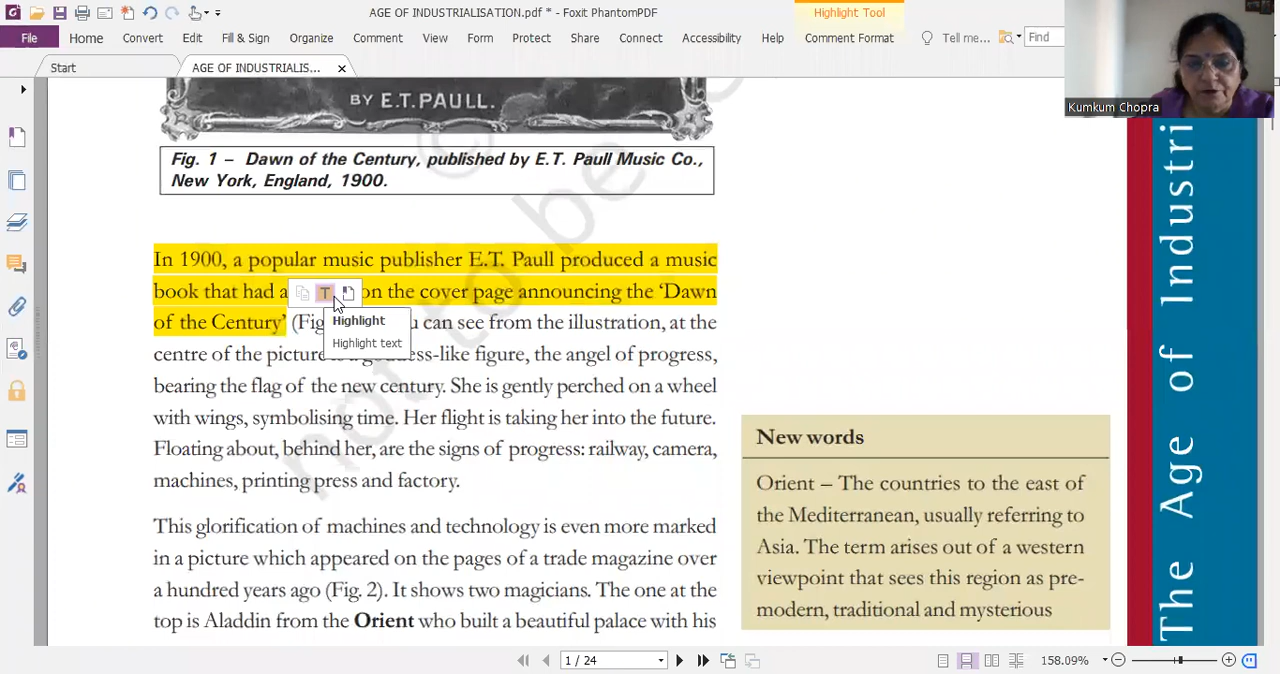 AGE OF INDUSTRIALISATION.pdf * - Foxit PhantomPDF
Highlight Tool
File Home Convert Edit Fill & Sign Organize Comment View Form Protect Share Connect Accessibility Help Comment Format Tell me... Find
Start
AGE OF INDUSTRIALIS...
Kumkum Chopra
BY E.T. PAULL.
Fig. 1 – Dawn of the Century, published by E.T. Paull Music Co.,
New York, England, 1900.
In 1900, a popular music publisher E.T. Paull produced a music
book that had a on the cover page announcing the ‘Dawn
of the Century’ (Fig can see from the illustration, at the
centre of the picture is a goddess-like figure, the angel of progress,
bearing the flag of the new century. She is gently perched on a wheel
with wings, symbolising time. Her flight is taking her into the future.
Floating about, behind her, are the signs of progress: railway, camera,
machines, printing press and factory.
Highlight
Highlight text
This glorification of machines and technology is even more marked
in a picture which appeared on the pages of a trade magazine over
a hundred years ago (Fig. 2). It shows two magicians. The one at the
top is Aladdin from the Orient who built a beautiful palace with his
New words
Orient – The countries to the east of
the Mediterranean, usually referring to
Asia. The term arises out of a western
viewpoint that sees this region as pre-
modern, traditional and mysterious
The Age of Industri
©
not to be
1 / 24
158.09%